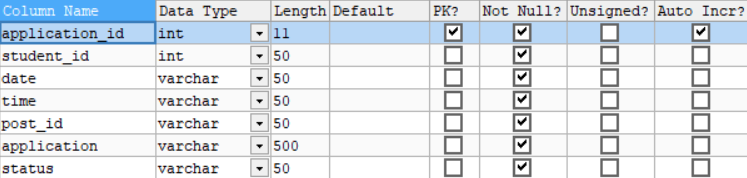 Column Name Data Type Length Default PK? Not Null? Unsigned? Auto Incr?
application_id int 11
student_id int 50
date varchar 50
time varchar 50
post_id varchar 50
application varchar 500
status varchar 50